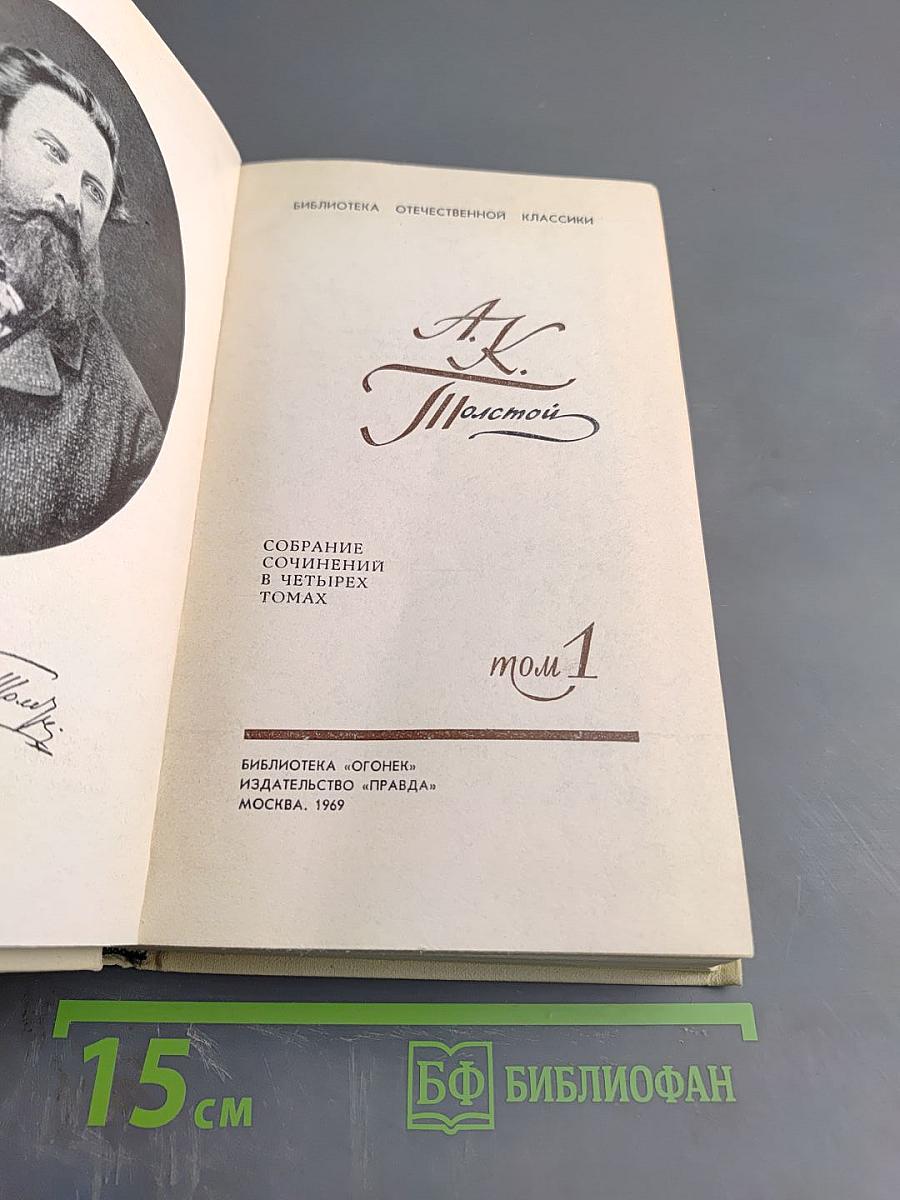 БИБЛИОТЕКА ОТЕЧЕСТВЕННОЙ КЛАССИКИ
А. К.
Толстой
СОБРАНИЕ
СОЧИНЕНИЙ
В ЧЕТЫРЕХ
ТОМАХ
том 1
БИБЛИОТЕКА «ОГОНЕК»
ИЗДАТЕЛЬСТВО «ПРАВДА»
МОСКВА. 1969
15 см
БФ БИБЛИОФАН